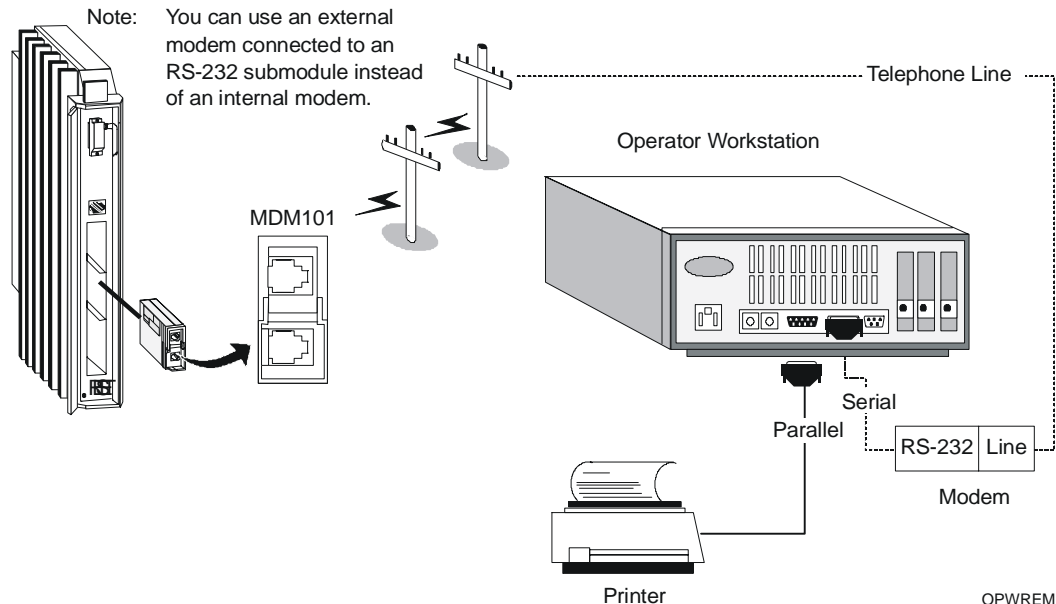 Note: You can use an external
modem connected to an
RS-232 submodule instead
of an internal modem.
Telephone Line
Operator Workstation
MDM101
Serial
Parallel
RS-232 Line
Modem
Printer
OPWREM